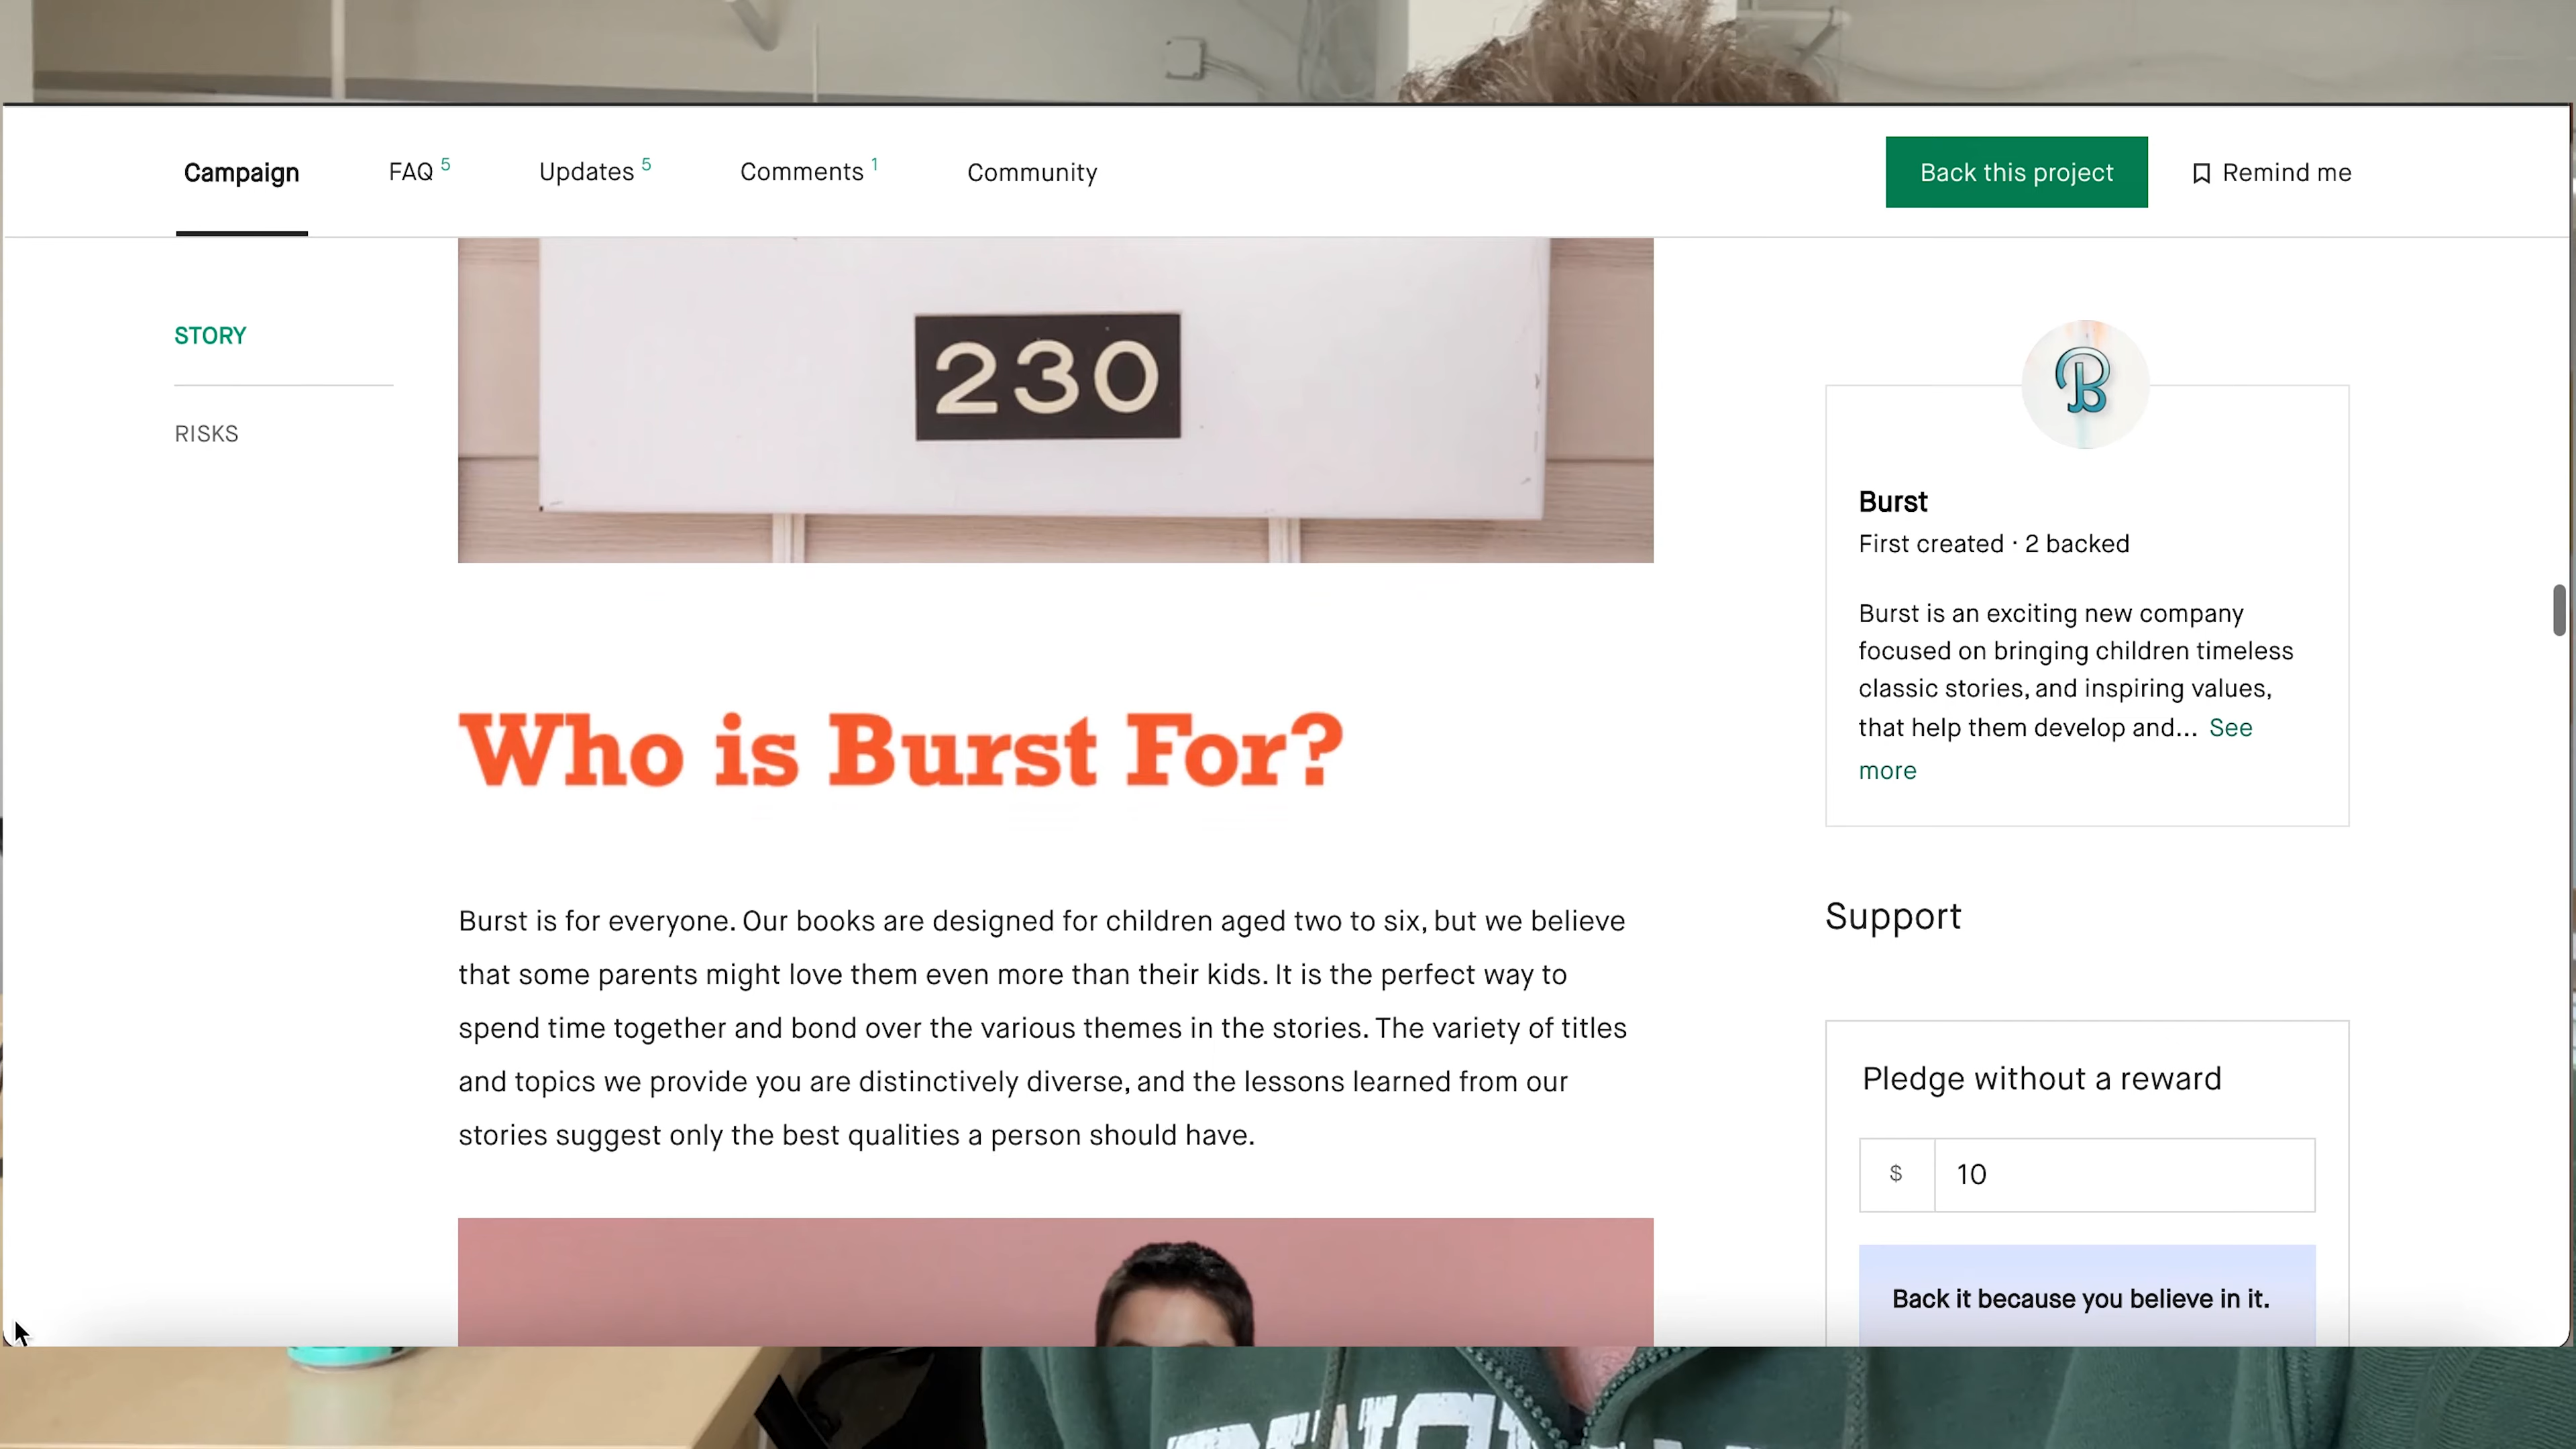 Campaign
FAQ 5
Updates 5
Comments 1
Community
Back this project
Remind me
STORY
RISKS
230
Who is Burst For?
Burst is for everyone. Our books are designed for children aged two to six, but we believe
that some parents might love them even more than their kids. It is the perfect way to
spend time together and bond over the various themes in the stories. The variety of titles
and topics we provide you are distinctively diverse, and the lessons learned from our
stories suggest only the best qualities a person should have.
B
Burst
First created · 2 backed
Burst is an exciting new company
focused on bringing children timeless
classic stories, and inspiring values,
that help them develop and... See
more
Support
Pledge without a reward
$ 10
Back it because you believe in it.